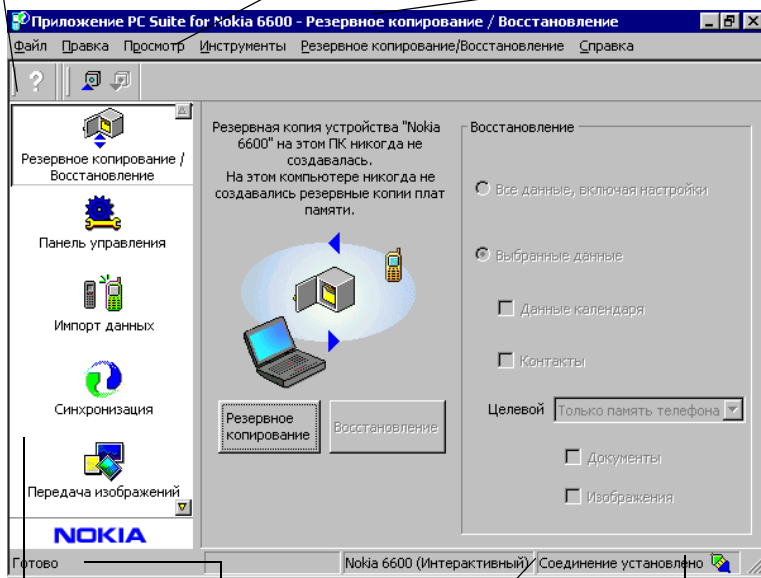 Приложение PC Suite for Nokia 6600 - Резервное копирование / Восстановление
Файл Правка Просмотр Инструменты Резервное копирование/Восстановление Справка
Резервное копирование /
Восстановление
Панель управления
Импорт данных
Синхронизация
Передача изображений
NOKIA
Резервная копия устройства "Nokia
6600" на этом ПК никогда не
создавалась.
На этом компьютере никогда не
создавались резервные копии плат
памяти.
Резервное
копирование
Восстановление
Восстановление
Все данные, включая настройки
Выбранные данные
Данные календаря
Контакты
Целевой Только память телефона
Документы
Изображения
Готово Nokia 6600 (Интерактивный) Соединение установлено